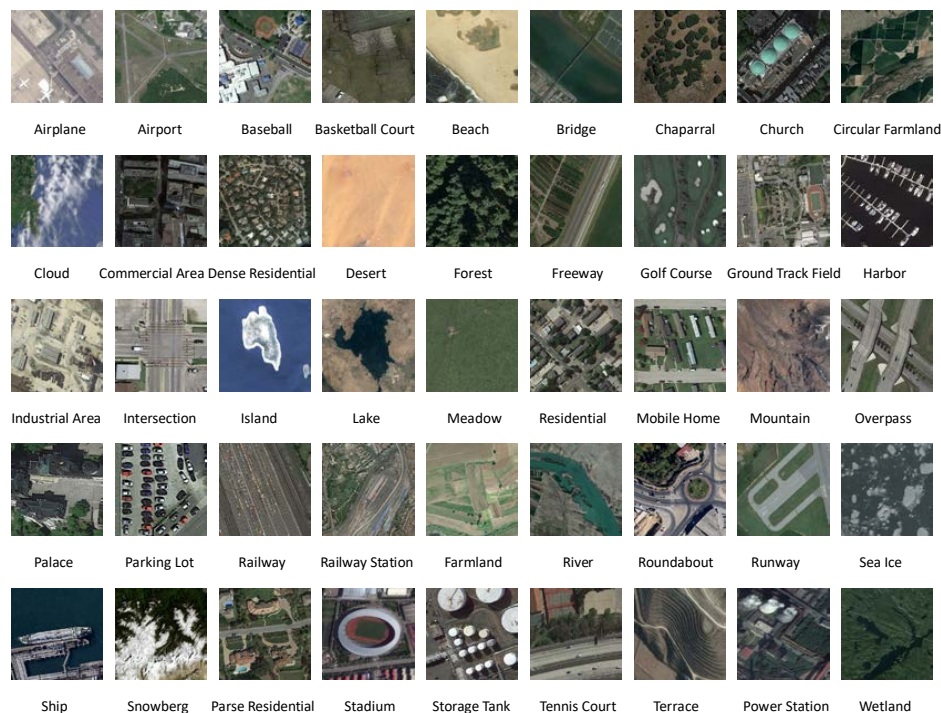 Airplane Airport Baseball Basketball Court Beach Bridge Chaparral Church Circular Farmland
Cloud Commercial Area Dense Residential Desert Forest Freeway Golf Course Ground Track Field Harbor
Industrial Area Intersection Island Lake Meadow Residential Mobile Home Mountain Overpass
Palace Parking Lot Railway Railway Station Farmland River Roundabout Runway Sea Ice
Ship Snowberg Parse Residential Stadium Storage Tank Tennis Court Terrace Power Station Wetland